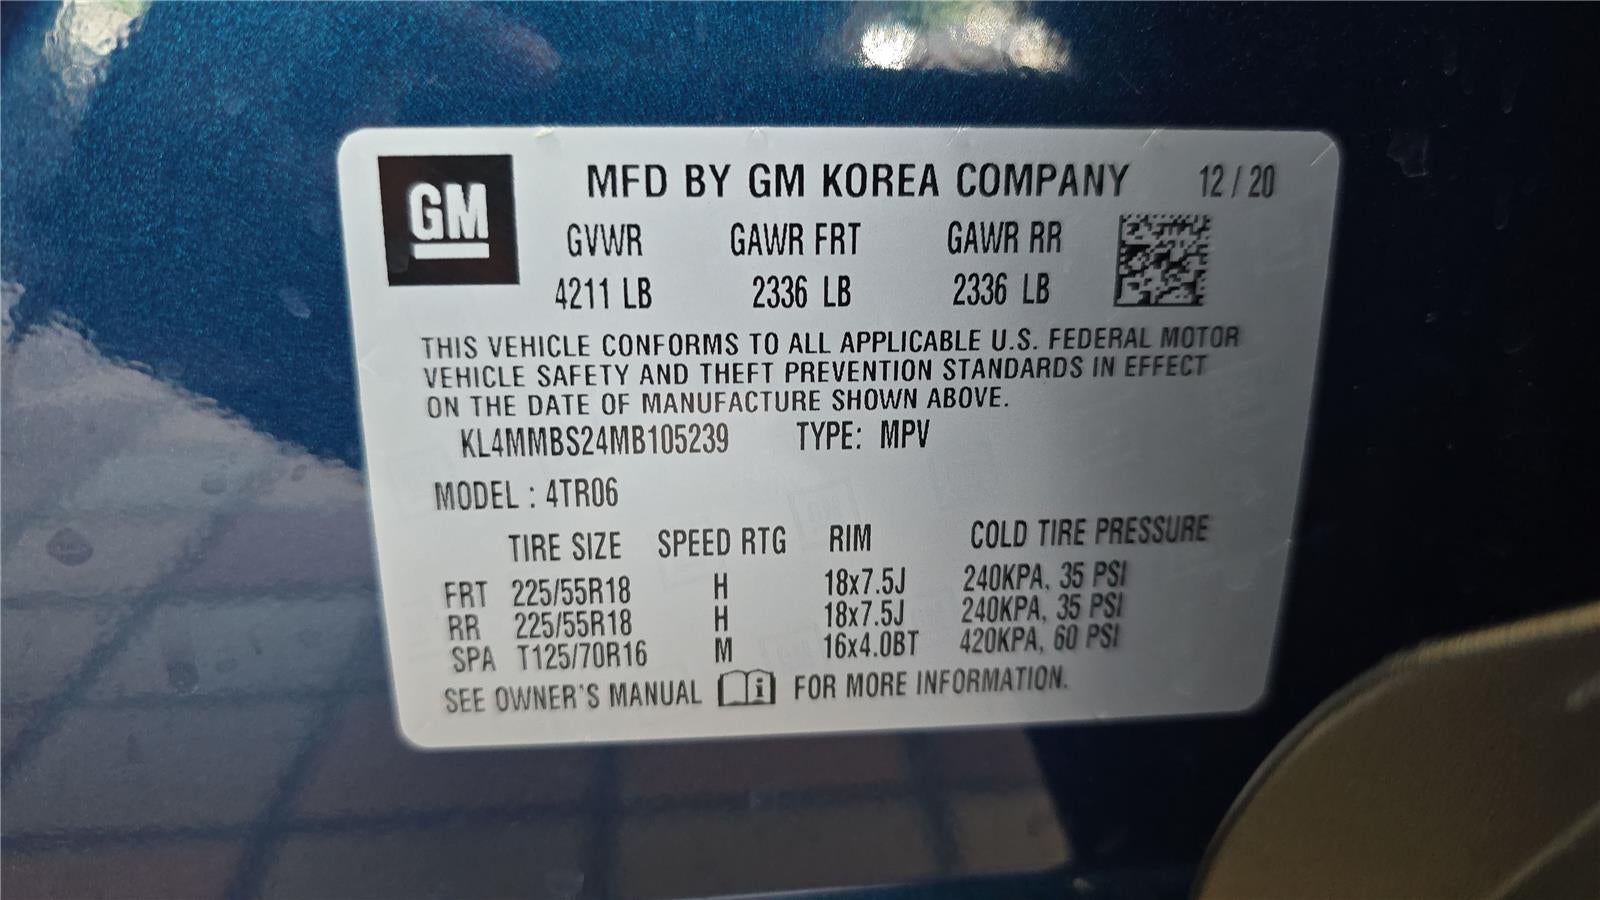 GM
MFD BY GM KOREA COMPANY 12 / 20
GVWR GAWR FRT GAWR RR
4211 LB 2336 LB 2336 LB
THIS VEHICLE CONFORMS TO ALL APPLICABLE U.S. FEDERAL MOTOR
VEHICLE SAFETY AND THEFT PREVENTION STANDARDS IN EFFECT
ON THE DATE OF MANUFACTURE SHOWN ABOVE.
KL4MMBS24MB105239 TYPE: MPV
MODEL : 4TR06
TIRE SIZE SPEED RTG RIM COLD TIRE PRESSURE
FRT 225/55R18 H 18x7.5J 240KPA, 35 PSI
RR 225/55R18 H 18x7.5J 240KPA, 35 PSI
SPA T125/70R16 M 16x4.0BT 420KPA, 60 PSI
SEE OWNER'S MANUAL i FOR MORE INFORMATION.